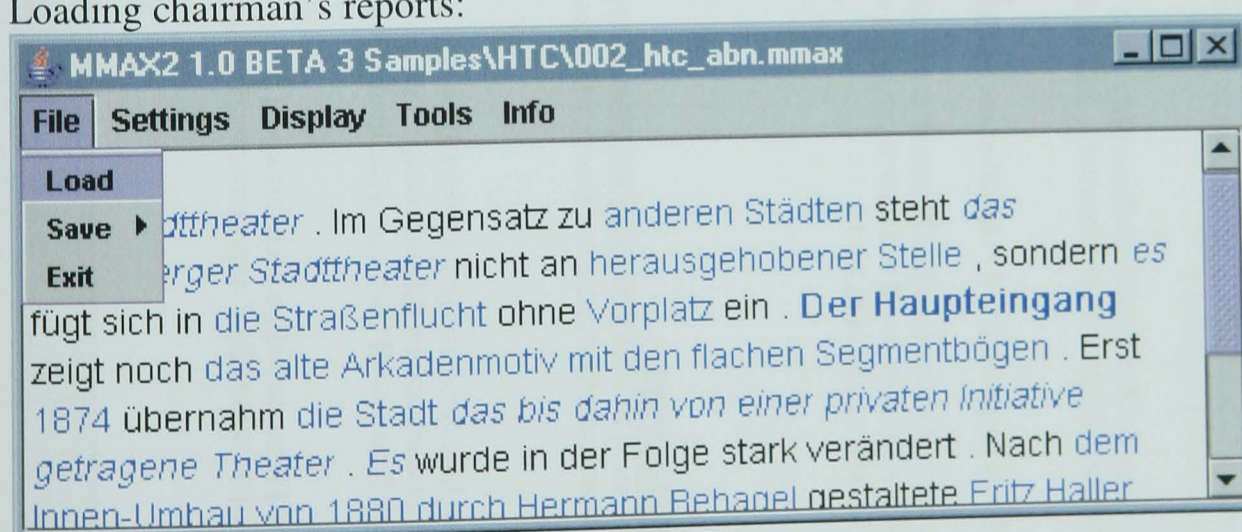 Loading chairman's reports:
MMAX2 1.0 BETA 3 Samples\HTC\002_htc_abn.mmax
File Settings Display Tools Info
Load
Save
Exit
dttheater . Im Gegensatz zu anderen Städten steht das
erger Stadttheater nicht an herausgehobener Stelle , sondern es
fügt sich in die Straßenflucht ohne Vorplatz ein . Der Haupteingang
zeigt noch das alte Arkadenmotiv mit den flachen Segmentbögen . Erst
1874 übernahm die Stadt das bis dahin von einer privaten Initiative
getragene Theater . Es wurde in der Folge stark verändert . Nach dem
Innen-Umbau von 1880 durch Hermann Behagel gestaltete Fritz Haller